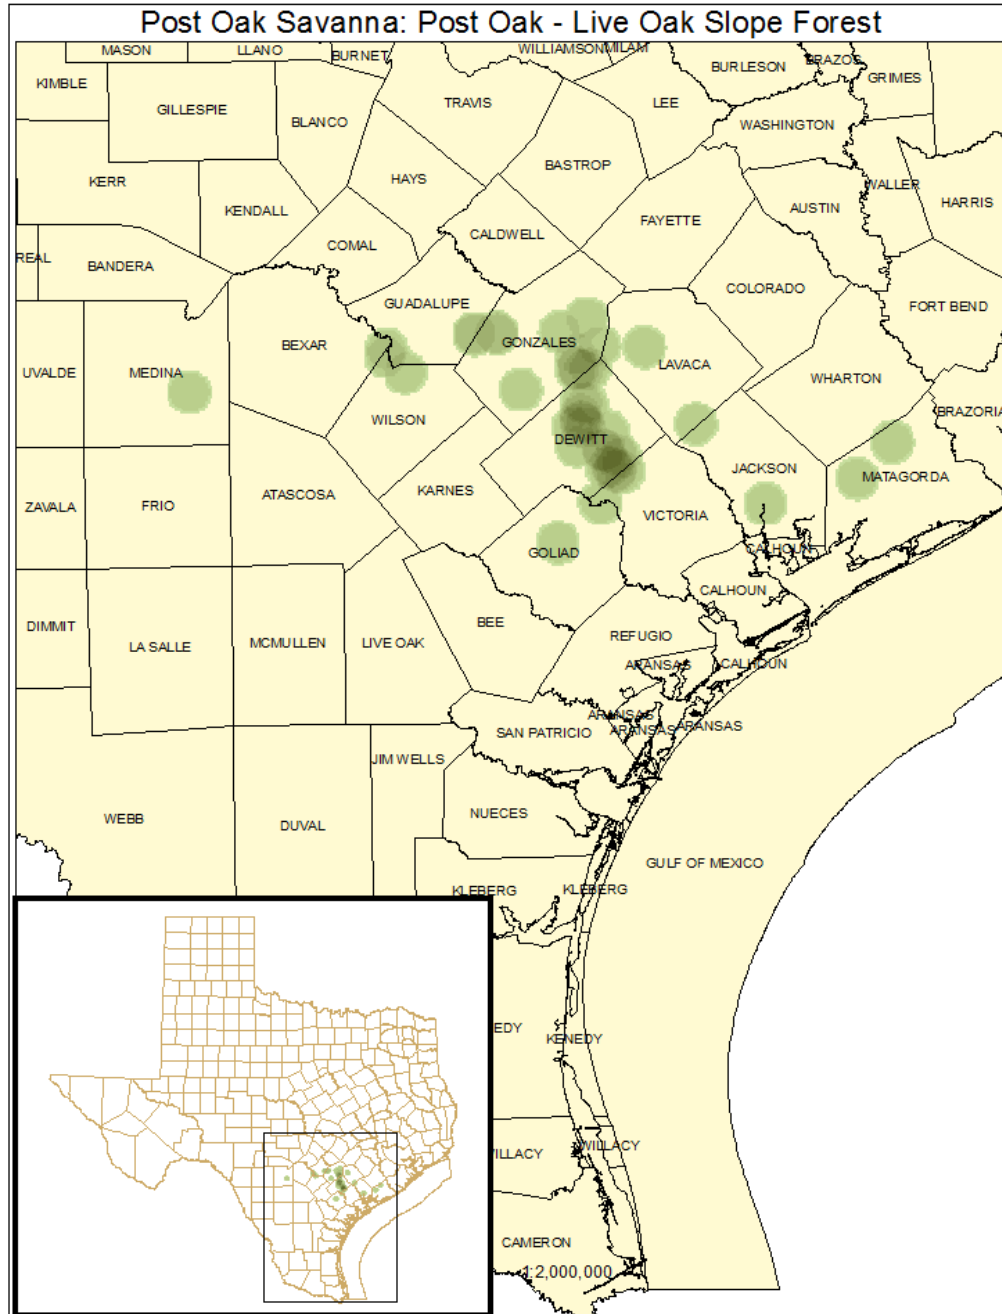 Post Oak Savanna: Post Oak - Live Oak Slope Forest
MASON
LLANO
BURNET
WILLIAMSON
MILAM
BURLESON
BRAZOS
GRIMES
KIMBLE
GILLESPIE
BLANCO
TRAVIS
LEE
WASHINGTON
KERR
KENDALL
HAYS
BASTROP
WALLER
HARRIS
AUSTIN
FAYETTE
CALDWELL
COMAL
REAL
BANDERA
GUADALUPE
COLORADO
FORT BEND
BEXAR
GONZALES
LAVACA
UVALDE
MEDINA
WHARTON
WILSON
BRAZORIA
DEWITT
JACKSON
MATAGORDA
KARNES
ATASCOSA
ZAVALA
FRIO
VICTORIA
GOLIAD
CALHOUN
CALHOUN
DIMMIT
LA SALLE
MCMULLEN
LIVE OAK
BEE
REFUGIO
ARANSAS
CALHOUN
ARANSAS
ARANSAS
ARANSAS
SAN PATRICIO
JIM WELLS
NUECES
WEBB
DUVAL
GULF OF MEXICO
KLEBERG
KLEBERG
EDY
KENEDY
VILLACY
WILLACY
CAMERON
1:2,000,000